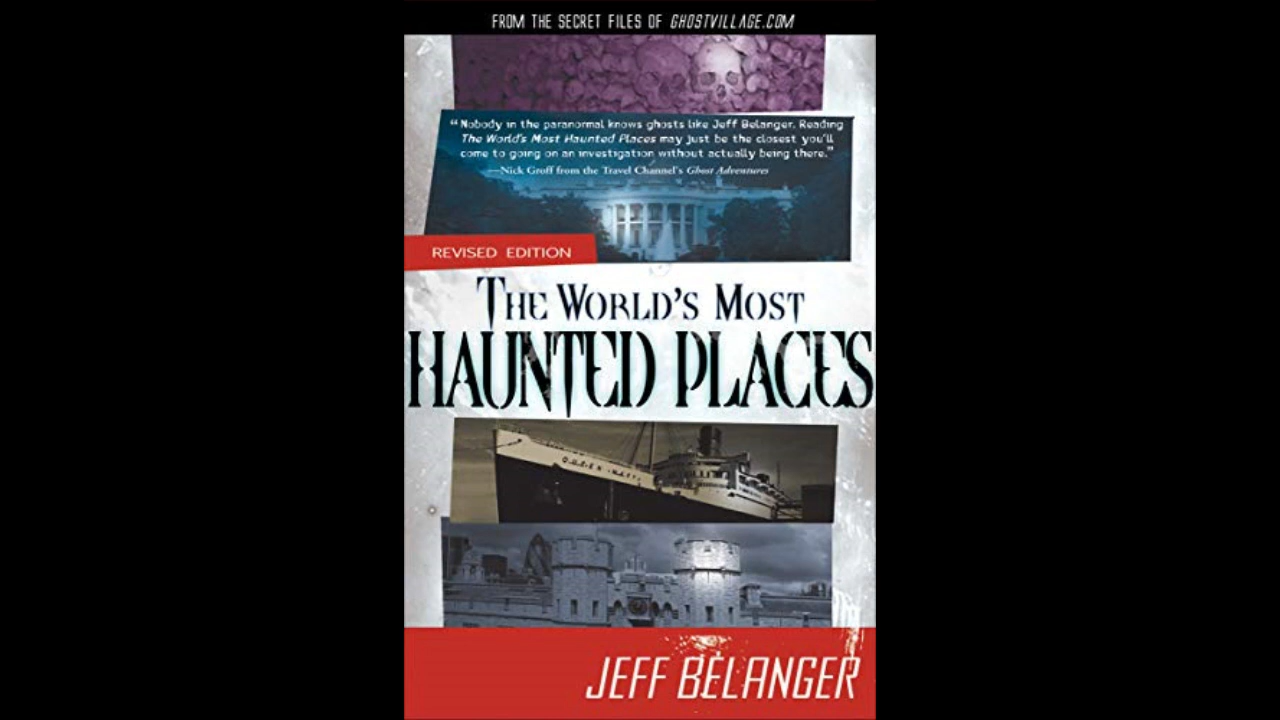 FROM THE SECRET FILES OF GHOSTVILLAGE.COM
“Nobody in the paranormal knows ghosts like Jeff Belanger. Reading
The World's Most Haunted Places may just be the closest you'll
come to going on an investigation without actually being there.”
—Nick Groff from the Travel Channel's Ghost Adventures
REVISED EDITION
THE WORLD'S MOST
HAUNTED PLACES
QUEEN MARY
JEFF BELANGER